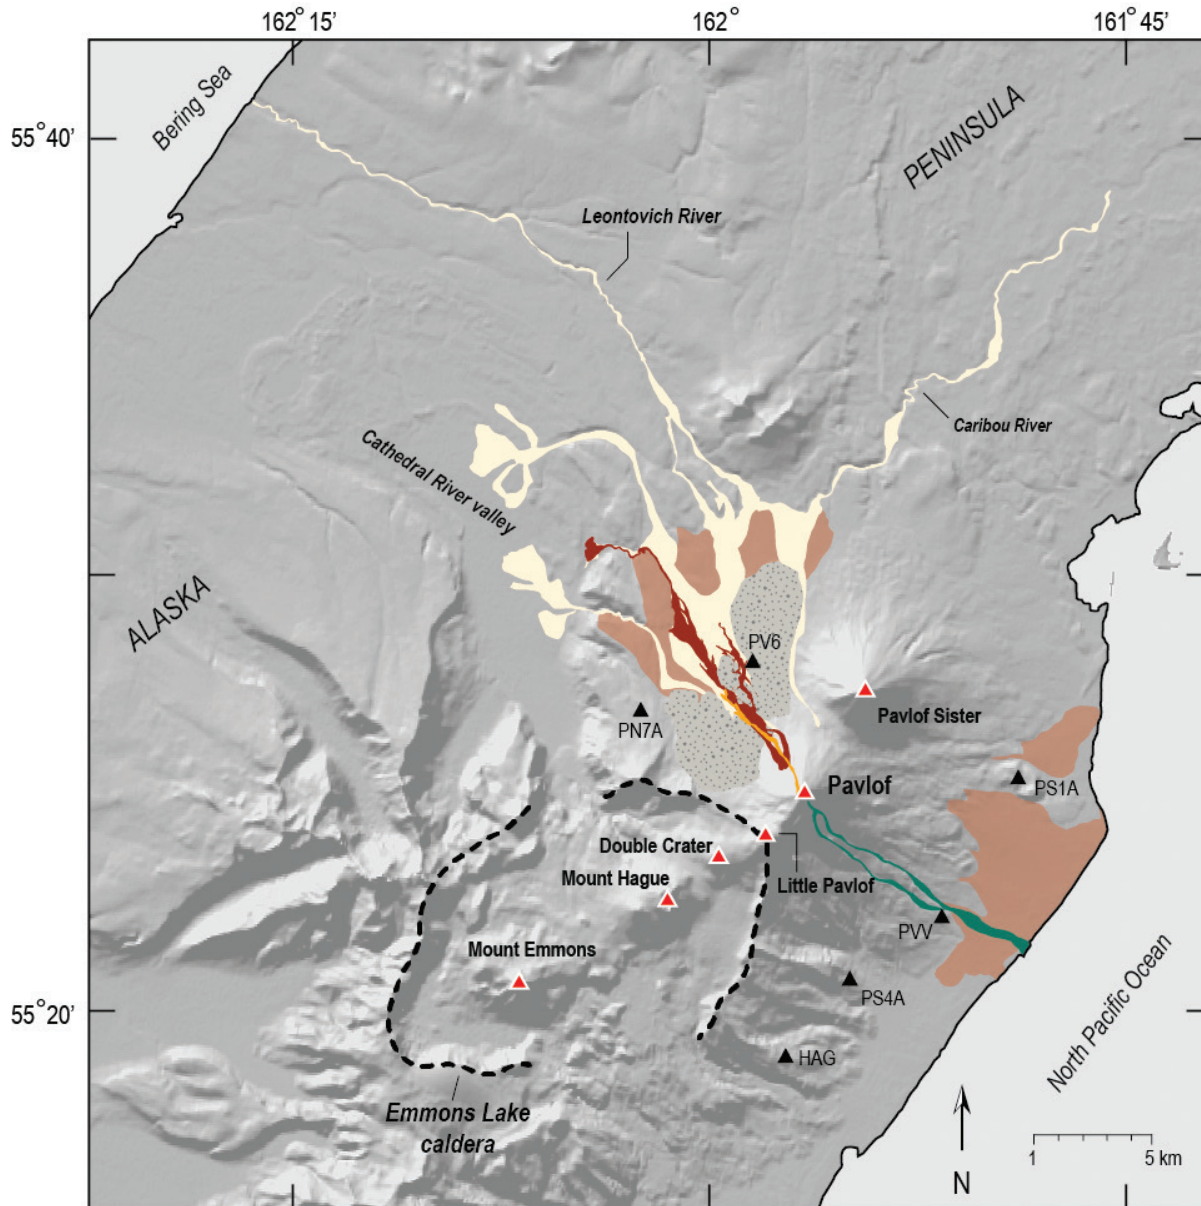 162° 15'
162°
161° 45'
Bering Sea
55° 40'
PENINSULA
Leontovich River
Caribou River
Cathedral River valley
ALASKA
PV6
Pavlof Sister
PN7A
PS1A
Pavlof
Double Crater
Little Pavlof
Mount Hague
PVV
Mount Emmons
PS4A
55° 20'
HAG
North Pacific Ocean
Emmons Lake
caldera
1
5 km
N